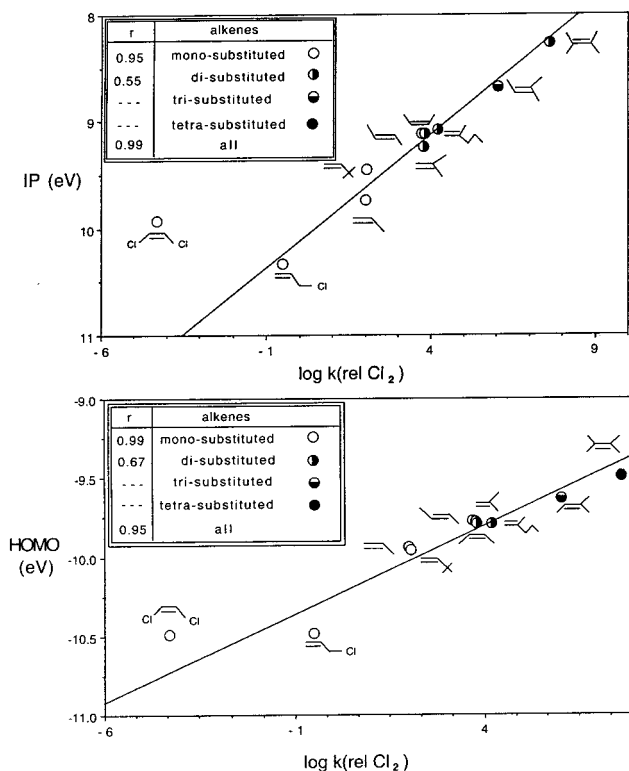 8
r alkenes
0.95 mono-substituted
0.55 di-substituted
--- tri-substituted
--- tetra-substituted
0.99 all
9
IP (eV)
10
Cl Cl
Cl
11
-6 -1 4 9
log k(rel Cl2)
-9.0
r alkenes
0.99 mono-substituted
0.67 di-substituted
--- tri-substituted
--- tetra-substituted
0.95 all
-9.5
HOMO
(eV)
-10.0
Cl Cl
-10.5
Cl
-11.0
-6 -1 4
log k(rel Cl2)